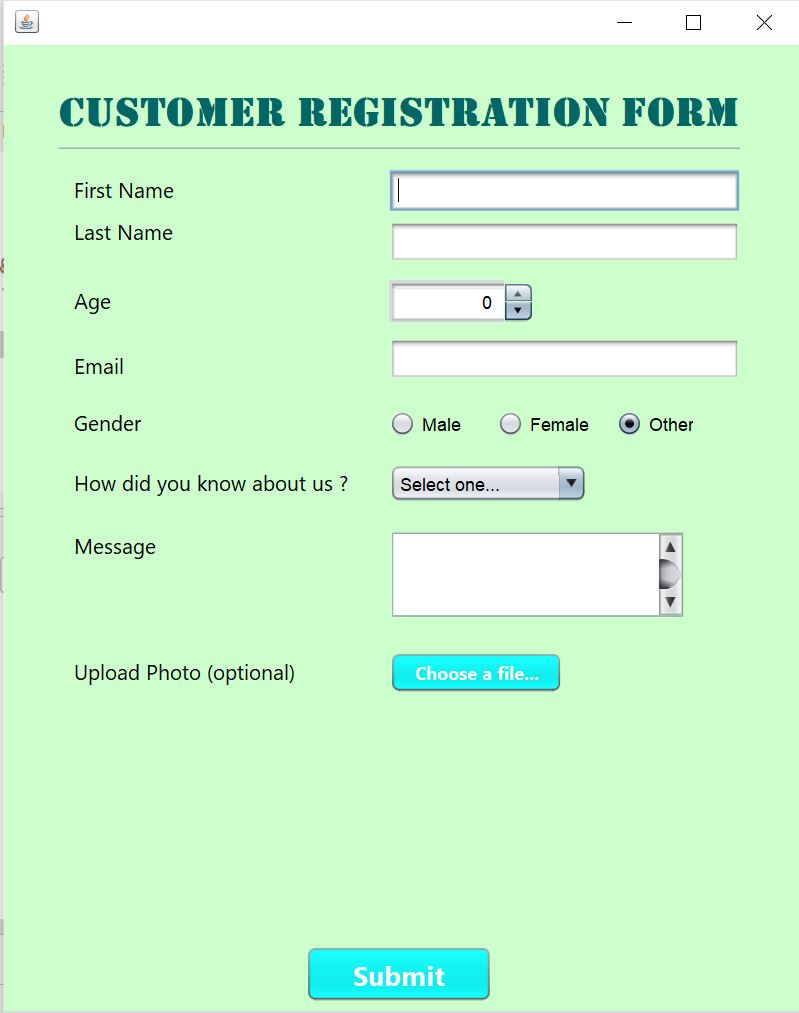 CUSTOMER REGISTRATION FORM
First Name
Last Name
Age 0
Email
Gender Male Female Other
How did you know about us ? Select one...
Message
Upload Photo (optional) Choose a file...
Submit